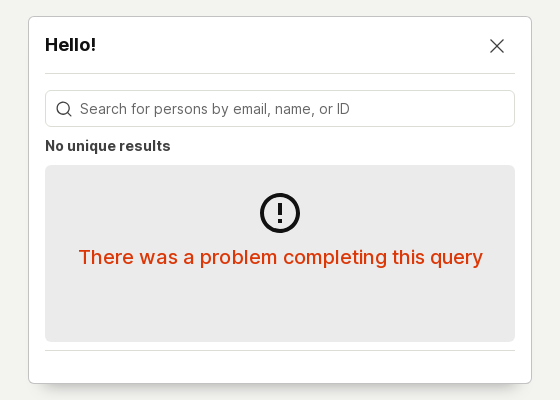 Hello!
Search for persons by email, name, or ID
No unique results
There was a problem completing this query